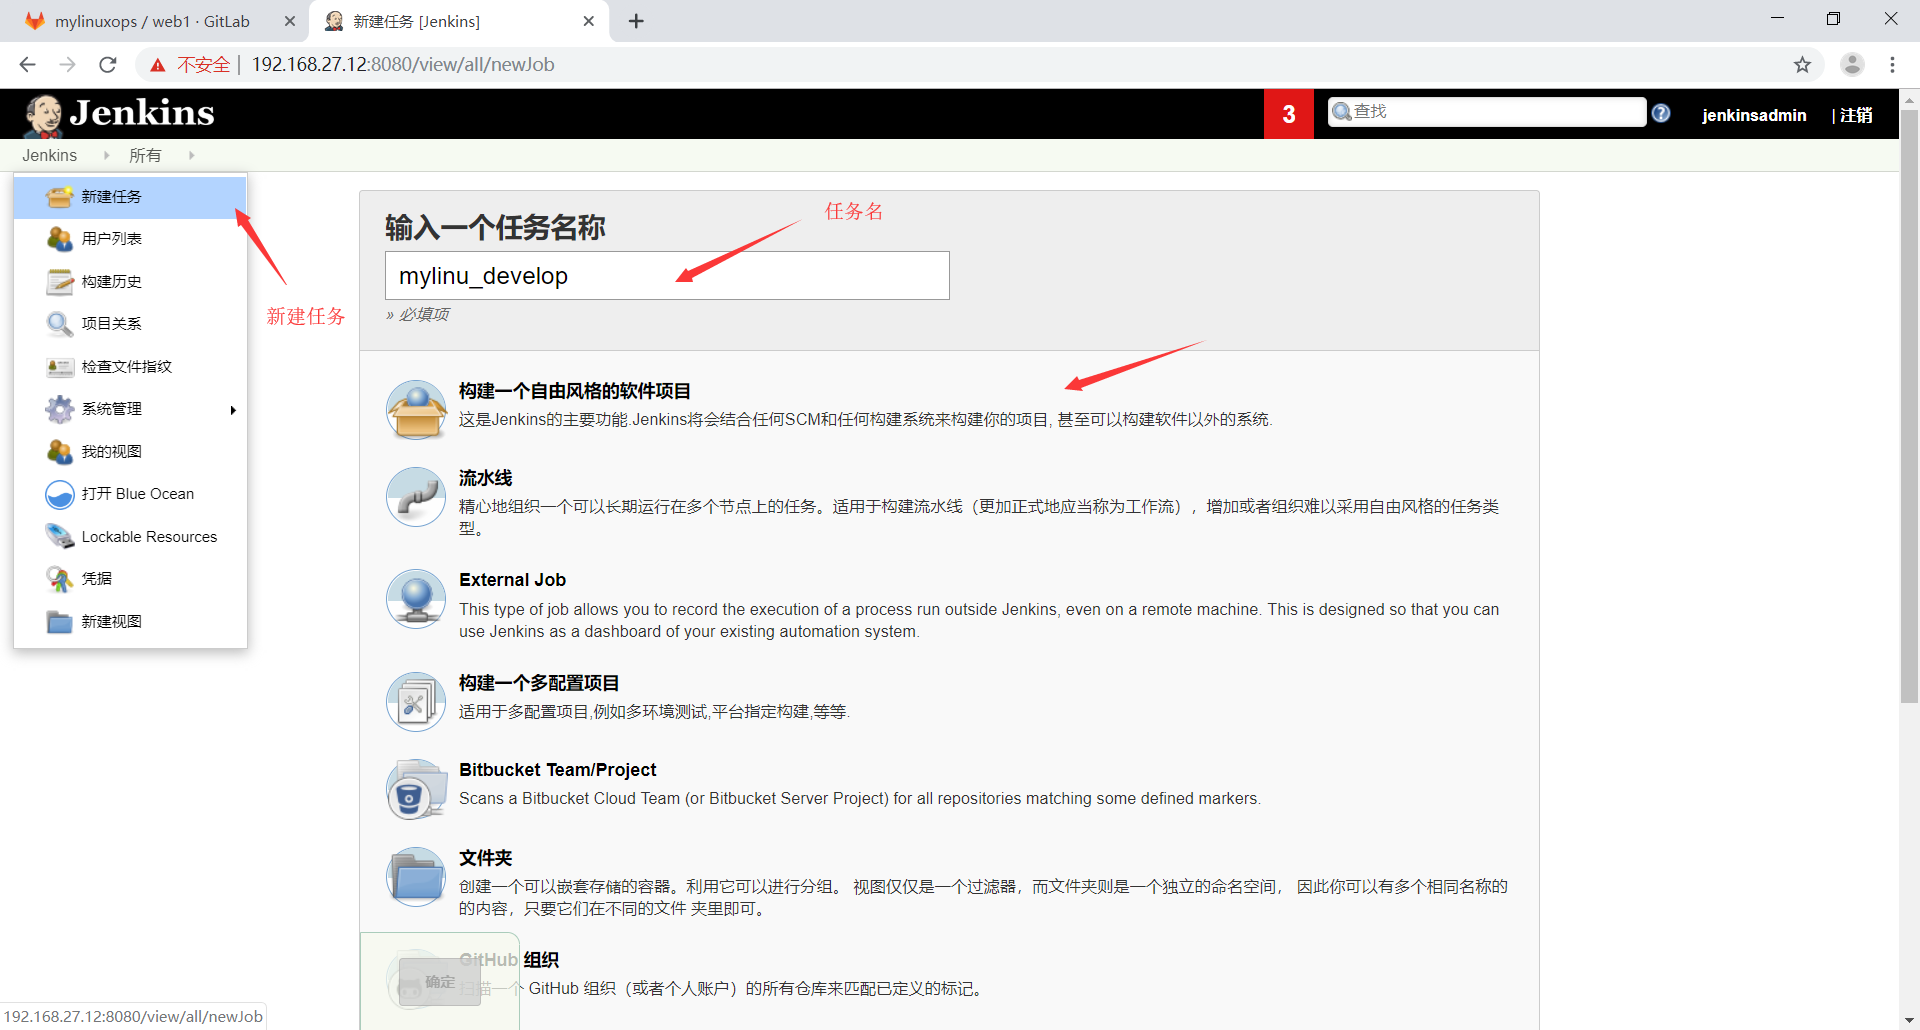 mylinuxops / web1 · GitLab
新建任务 [Jenkins]
不安全 | 192.168.27.12:8080/view/all/newJob
Jenkins
3
查找
jenkinsadmin
| 注销
Jenkins
所有
新建任务
用户列表
构建历史
项目关系
检查文件指纹
系统管理
我的视图
打开 Blue Ocean
Lockable Resources
凭据
新建视图
新建任务
输入一个任务名称
任务名
mylinu_develop
» 必填项
构建一个自由风格的软件项目
这是Jenkins的主要功能.Jenkins将会结合任何SCM和任何构建系统来构建你的项目, 甚至可以构建软件以外的系统.
流水线
精心地组织一个可以长期运行在多个节点上的任务。适用于构建流水线（更加正式地应当称为工作流），增加或者组织难以采用自由风格的任务类
型。
External Job
This type of job allows you to record the execution of a process run outside Jenkins, even on a remote machine. This is designed so that you can
use Jenkins as a dashboard of your existing automation system.
构建一个多配置项目
适用于多配置项目,例如多环境测试,平台指定构建,等等.
Bitbucket Team/Project
Scans a Bitbucket Cloud Team (or Bitbucket Server Project) for all repositories matching some defined markers.
文件夹
创建一个可以嵌套存储的容器。利用它可以进行分组。 视图仅仅是一个过滤器，而文件夹则是一个独立的命名空间， 因此你可以有多个相同名称的
的内容，只要它们在不同的文件 夹里即可。
GitHub 组织
扫描一个 GitHub 组织（或者个人账户）的所有仓库来匹配已定义的标记。
确定
192.168.27.12:8080/view/all/newJob